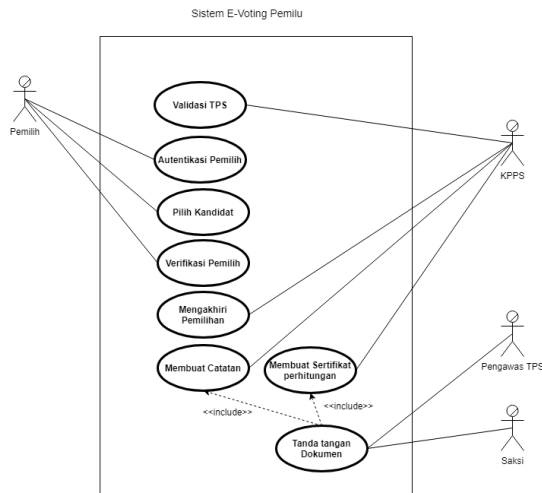 Sistem E-Voting Pemilu
Validasi TPS
Pemilih
KPPS
Autentikasi Pemilih
Pilih Kandidat
Verifikasi Pemilih
Mengakhiri
Pemilihan
Membuat Catatan
Membuat Sertifikat
perhitungan
Pengawas TPS
<<include>>
<<include>>
Tanda tangan
Dokumen
Saksi